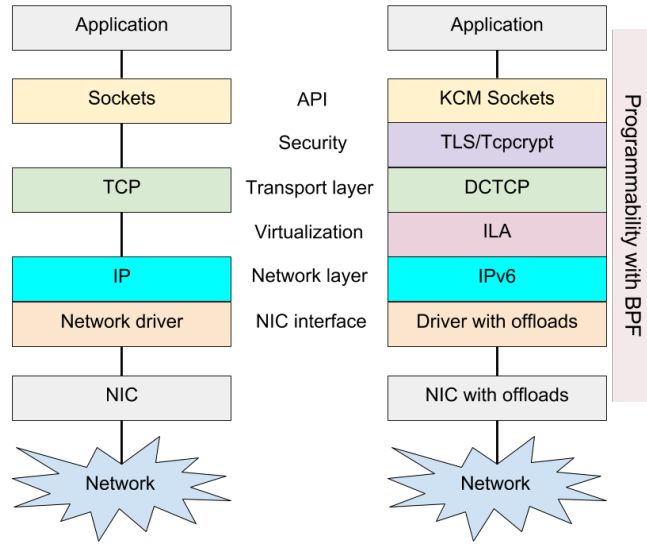 Application
Application
Sockets
API
KCM Sockets
Security
TLS/Tcpcrypt
TCP
Transport layer
DCTCP
Virtualization
ILA
IP
Network layer
IPv6
Network driver
NIC interface
Driver with offloads
NIC
NIC with offloads
Network
Network
Programmability with BPF